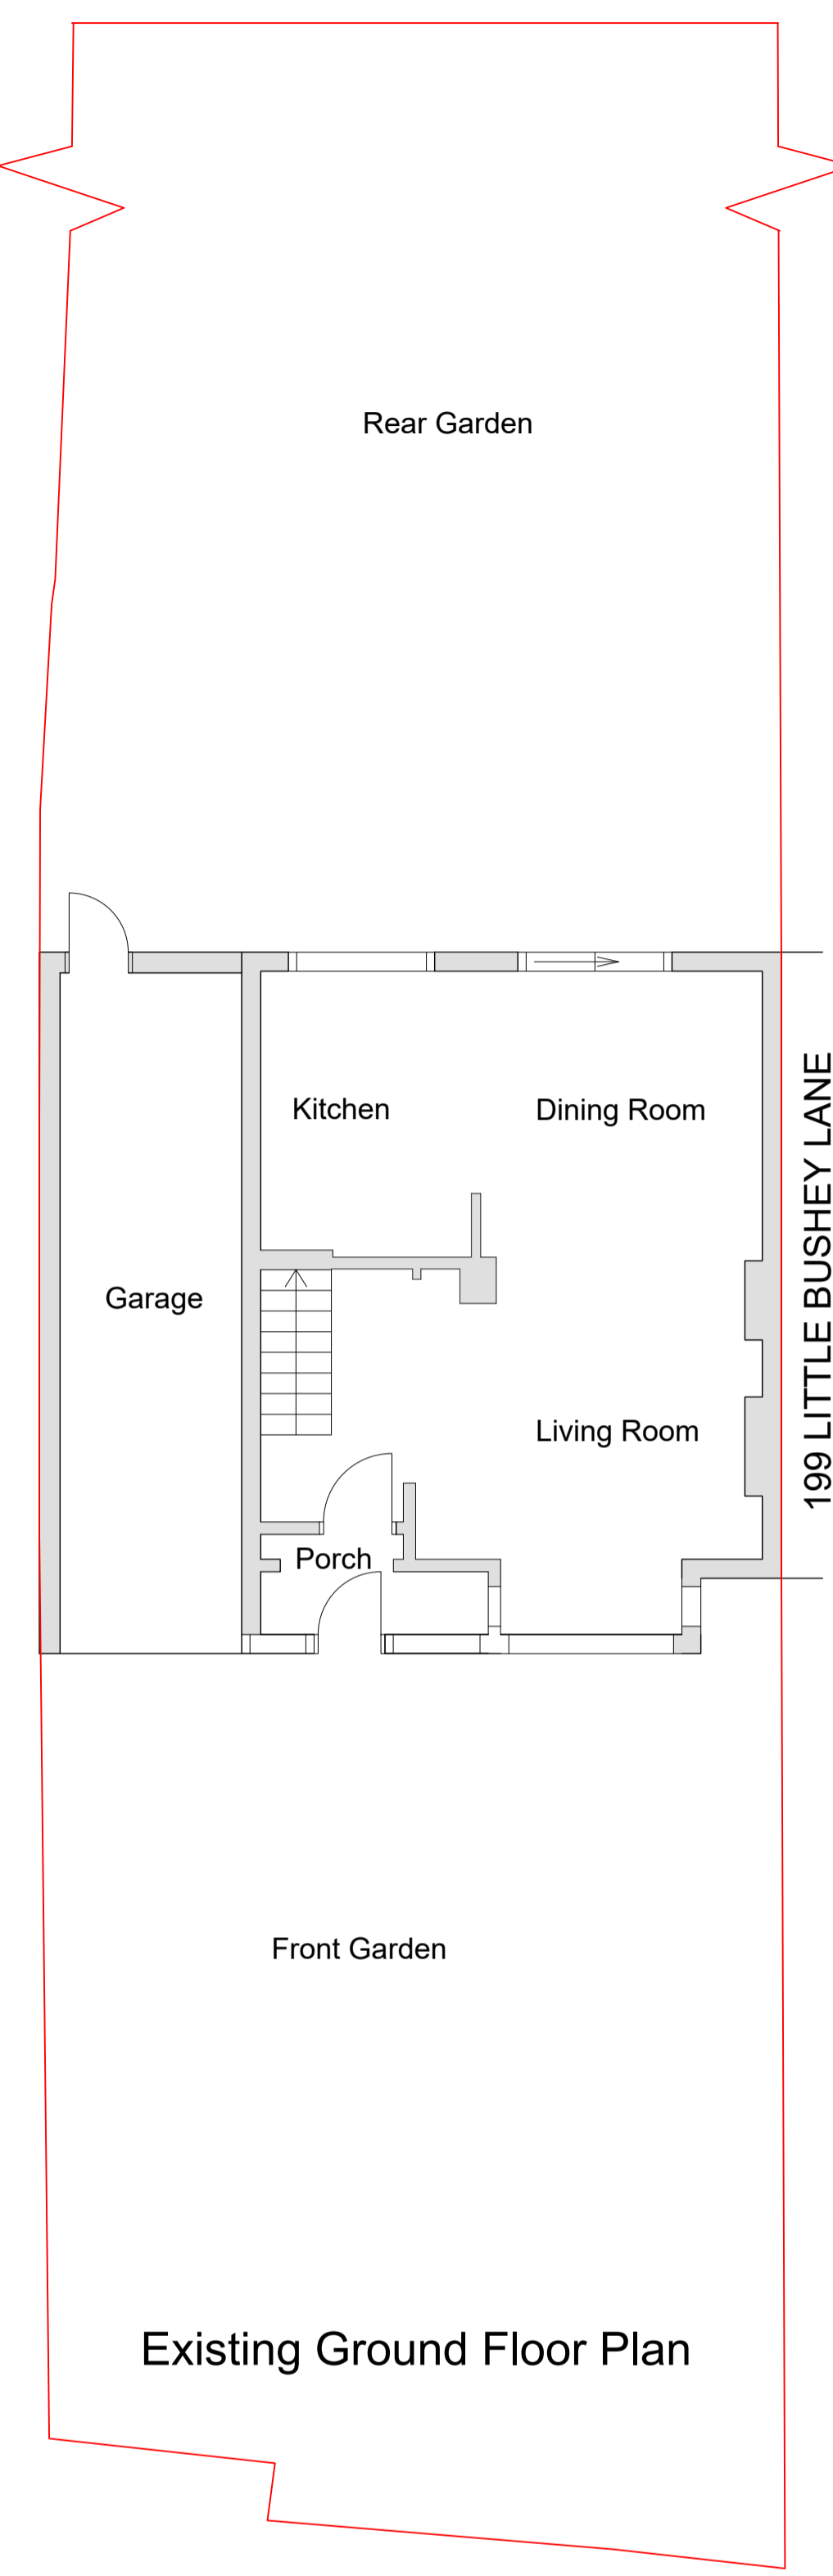 Rear Garden
Kitchen
Dining Room
Garage
Living Room
199 LITTLE BUSHEY LANE
Porch
Front Garden
Existing Ground Floor Plan